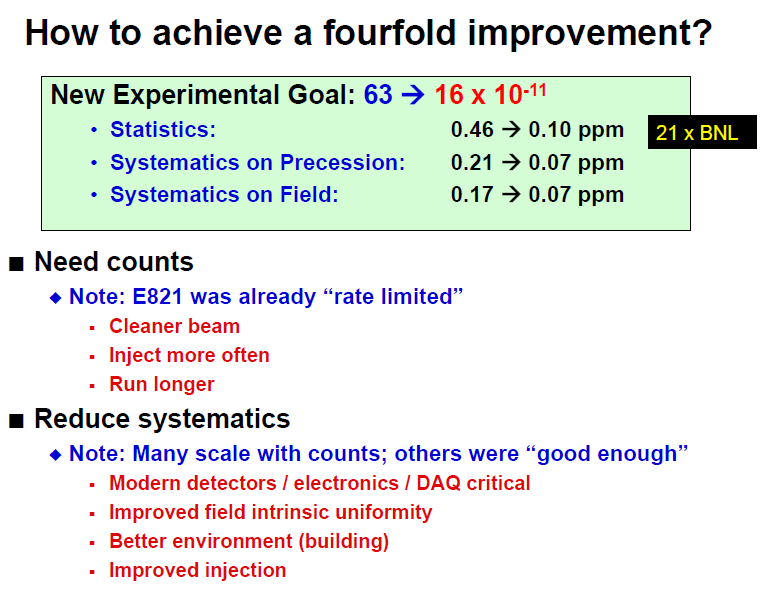 How to achieve a fourfold improvement?
New Experimental Goal: 63 → 16 x 10⁻¹¹
• Statistics: 0.46 → 0.10 ppm
21 x BNL
• Systematics on Precession: 0.21 → 0.07 ppm
• Systematics on Field: 0.17 → 0.07 ppm
■ Need counts
◆ Note: E821 was already “rate limited”
▪ Cleaner beam
▪ Inject more often
▪ Run longer
■ Reduce systematics
◆ Note: Many scale with counts; others were “good enough”
▪ Modern detectors / electronics / DAQ critical
▪ Improved field intrinsic uniformity
▪ Better environment (building)
▪ Improved injection